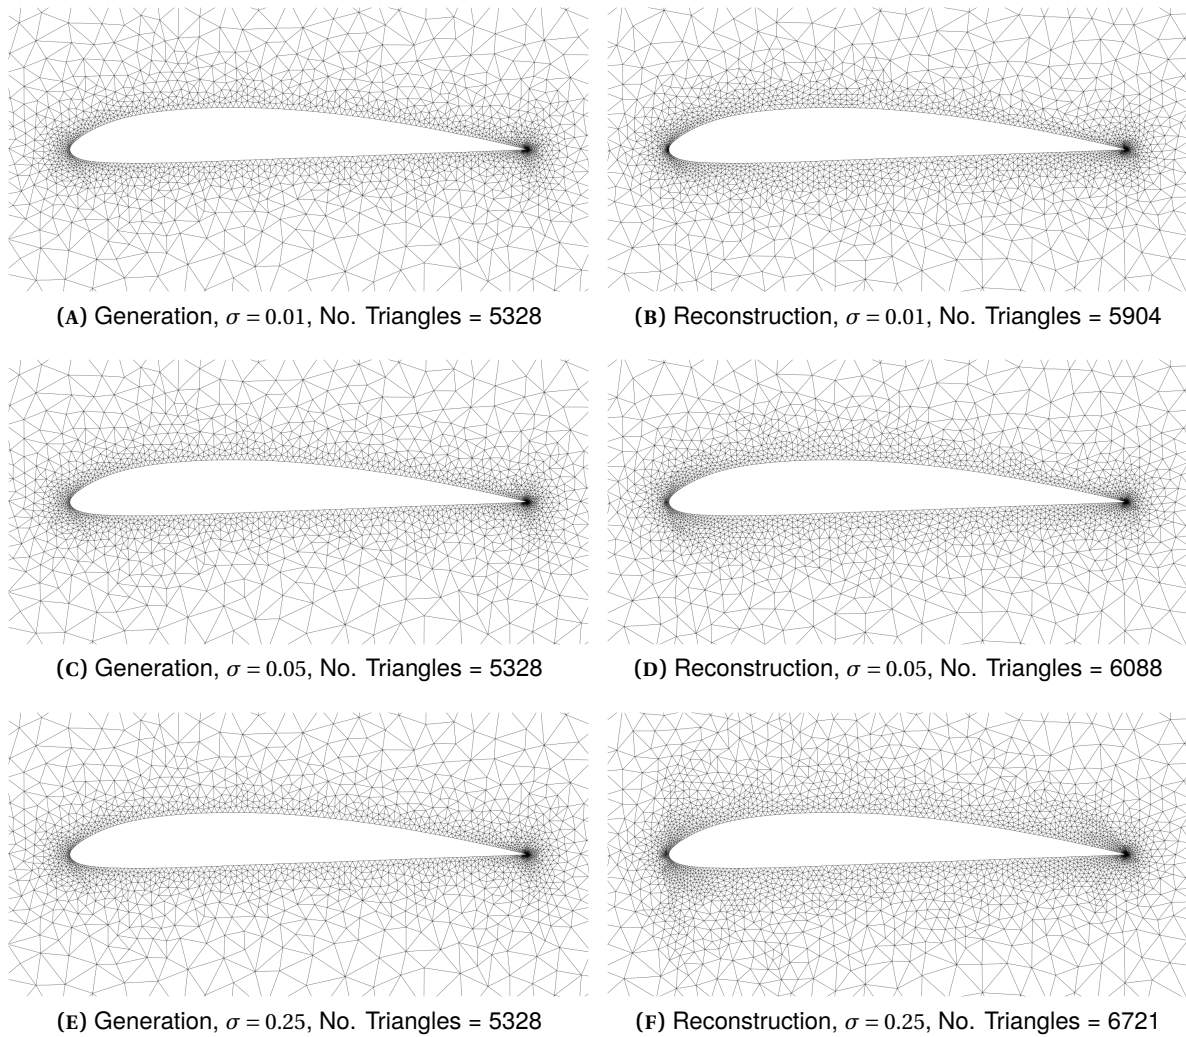 (A) Generation, σ = 0.01, No. Triangles = 5328
(B) Reconstruction, σ = 0.01, No. Triangles = 5904
(C) Generation, σ = 0.05, No. Triangles = 5328
(D) Reconstruction, σ = 0.05, No. Triangles = 6088
(E) Generation, σ = 0.25, No. Triangles = 5328
(F) Reconstruction, σ = 0.25, No. Triangles = 6721